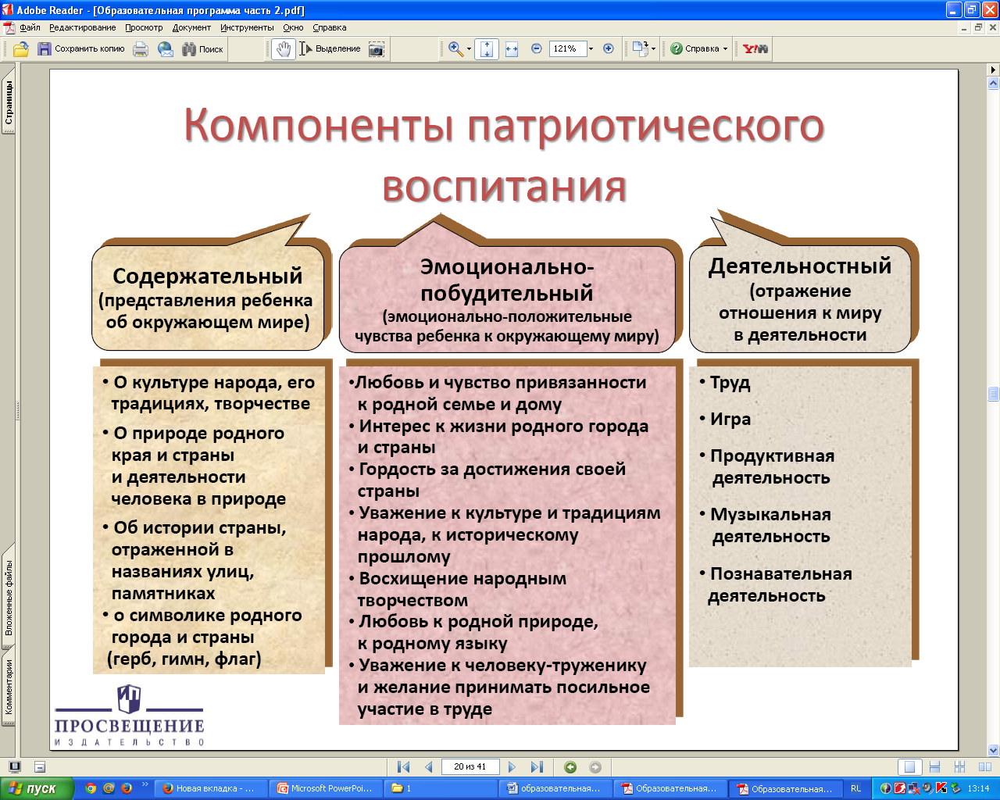 Adobe Reader - [Образовательная программа часть 2.pdf]
Файл Редактирование Просмотр Документ Инструменты Окно Справка
Сохранить копию Поиск Выделение 121% Справка Y!
Страницы
Вложенные файлы
Комментарии
Компоненты патриотического
воспитания
Содержательный
(представления ребенка
об окружающем мире)
• О культуре народа, его
традициях, творчестве
• О природе родного
края и страны
и деятельности
человека в природе
• Об истории страны,
отраженной в
названиях улиц,
памятниках
• о символике родного
города и страны
(герб, гимн, флаг)
Эмоционально-
побудительный
(эмоционально-положительные
чувства ребенка к окружающему миру)
•Любовь и чувство привязанности
к родной семье и дому
• Интерес к жизни родного города
и страны
• Гордость за достижения своей
страны
• Уважение к культуре и традициям
народа, к историческому
прошлому
• Восхищение народным
творчеством
• Любовь к родной природе,
к родному языку
• Уважение к человеку-труженику
и желание принимать посильное
участие в труде
Деятельностный
(отражение
отношения к миру
в деятельности
• Труд
• Игра
• Продуктивная
деятельность
• Музыкальная
деятельность
• Познавательная
деятельность
ПРОСВЕЩЕНИЕ
ИЗДАТЕЛЬСТВО
20 из 41
пуск Новая вкладка - ... Microsoft PowerPoi... 1 образовательная... Образовательная... Образовательная... RL 13:14